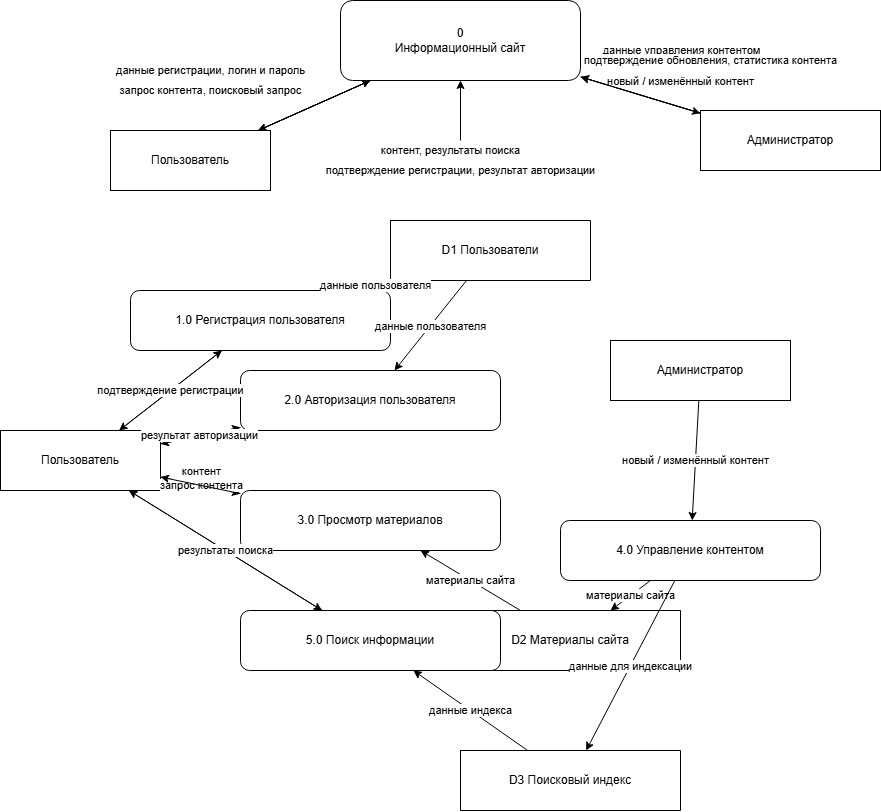 0
Информационный сайт
данные управления контентом
подтверждение обновления, статистика контента
данные регистрации, логин и пароль
новый / изменённый контент
запрос контента, поисковый запрос
Администратор
контент, результаты поиска
Пользователь
подтверждение регистрации, результат авторизации
D1 Пользователи
данные пользователя
1.0 Регистрация пользователя
данные пользователя
Администратор
подтверждение регистрации
2.0 Авторизация пользователя
результат авторизации
Пользователь
новый / изменённый контент
контент
запрос контента
3.0 Просмотр материалов
результаты поиска
4.0 Управление контентом
материалы сайта
материалы сайта
5.0 Поиск информации
D2 Материалы сайта
данные для индексации
данные индекса
D3 Поисковый индекс